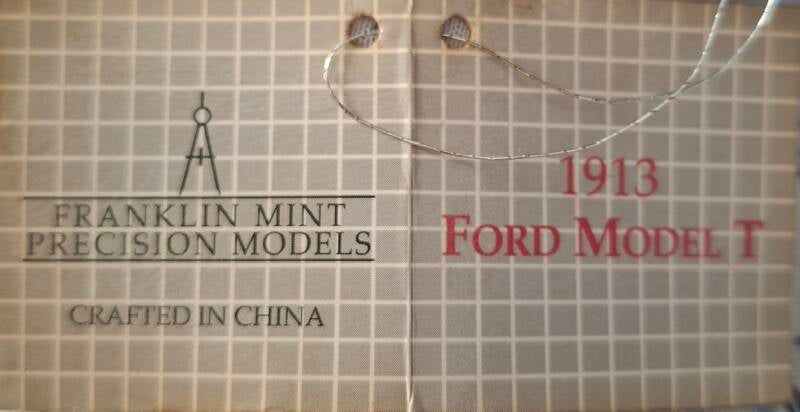 FRANKLIN MINT
PRECISION MODELS
CRAFTED IN CHINA
1913
FORD MODEL T